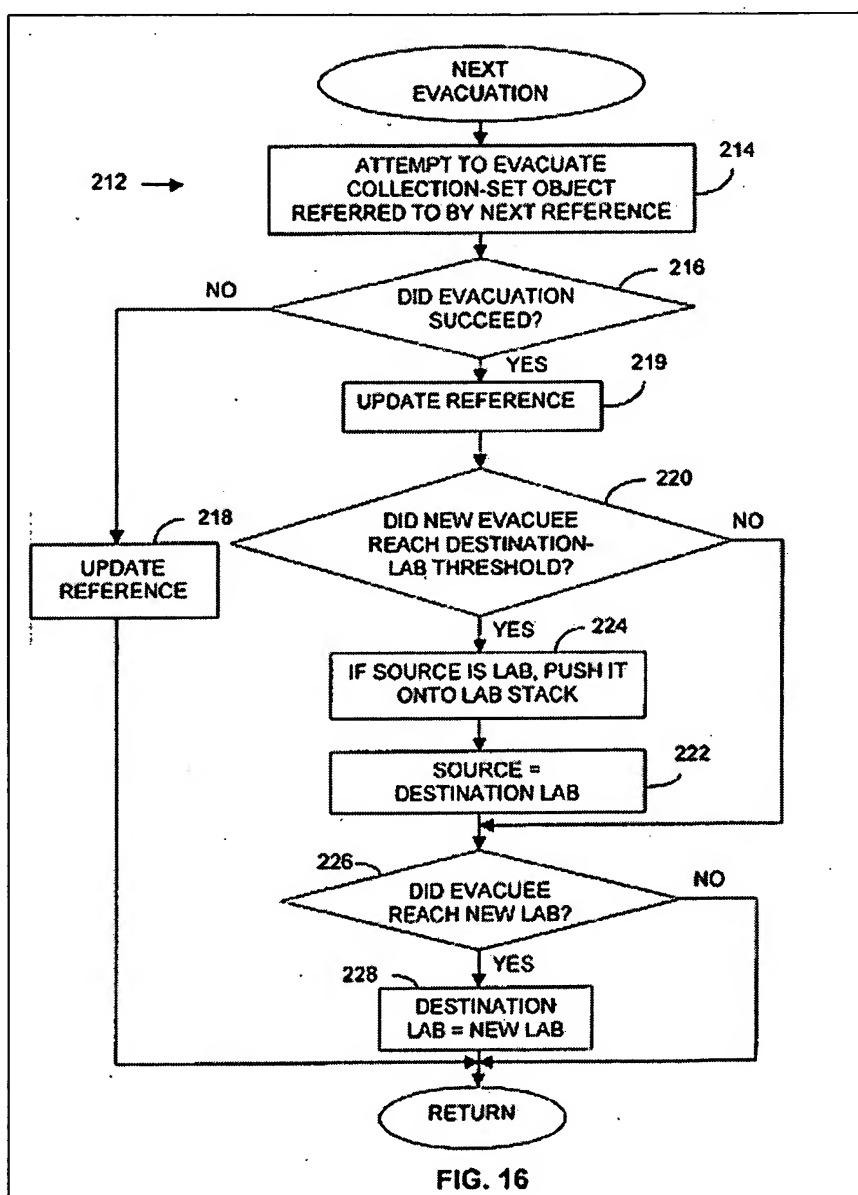 NEXT
EVACUATION
212
ATTEMPT TO EVACUATE
COLLECTION-SET OBJECT
REFERRED TO BY NEXT REFERENCE
214
216
NO
DID EVACUATION
SUCCEED?
YES
219
UPDATE REFERENCE
220
218
DID NEW EVACUEE
REACH DESTINATION-
LAB THRESHOLD?
NO
UPDATE
REFERENCE
YES
224
IF SOURCE IS LAB, PUSH IT
ONTO LAB STACK
222
SOURCE =
DESTINATION LAB
226
NO
DID EVACUEE
REACH NEW LAB?
YES
228
DESTINATION
LAB = NEW LAB
RETURN
FIG. 16